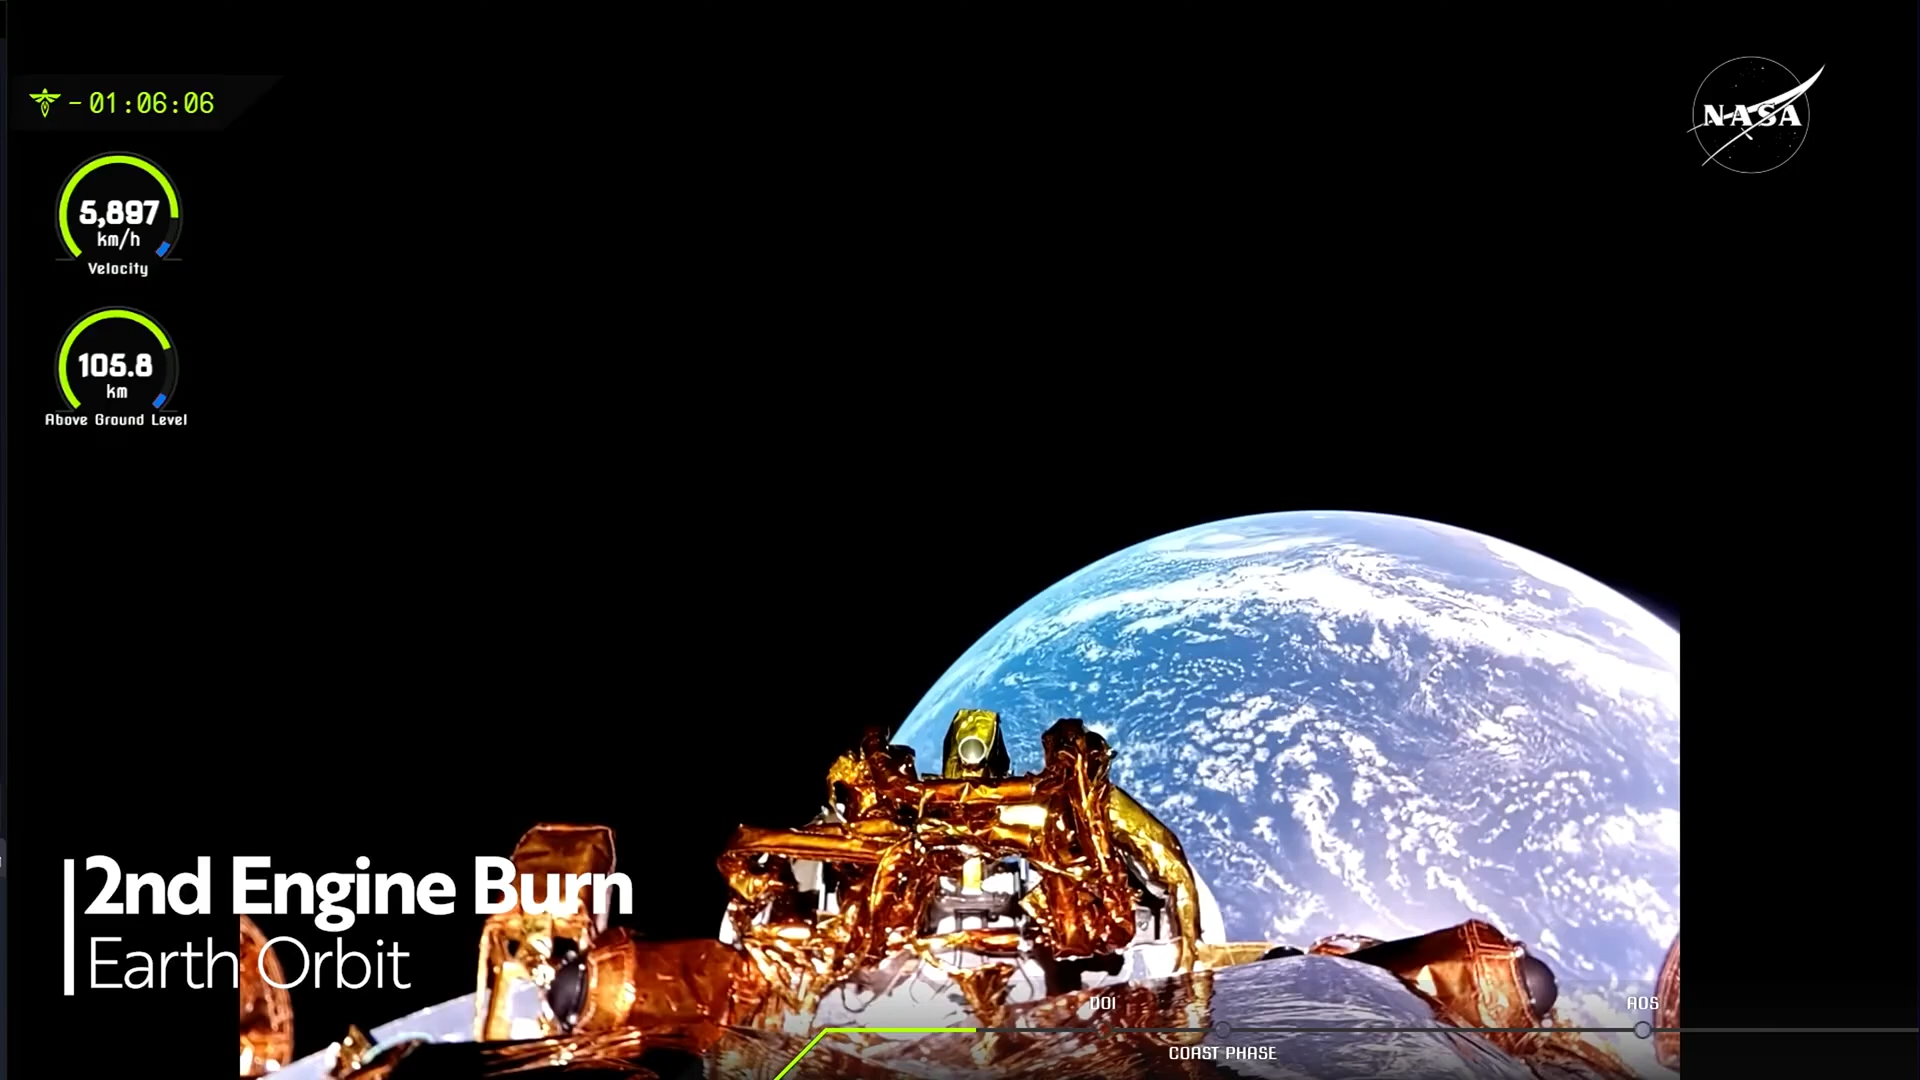 - 01:06:06
NASA
5,897
km/h
Velocity
105.8
km
Above Ground Level
2nd Engine Burn
Earth Orbit
DOI
AOS
COAST PHASE